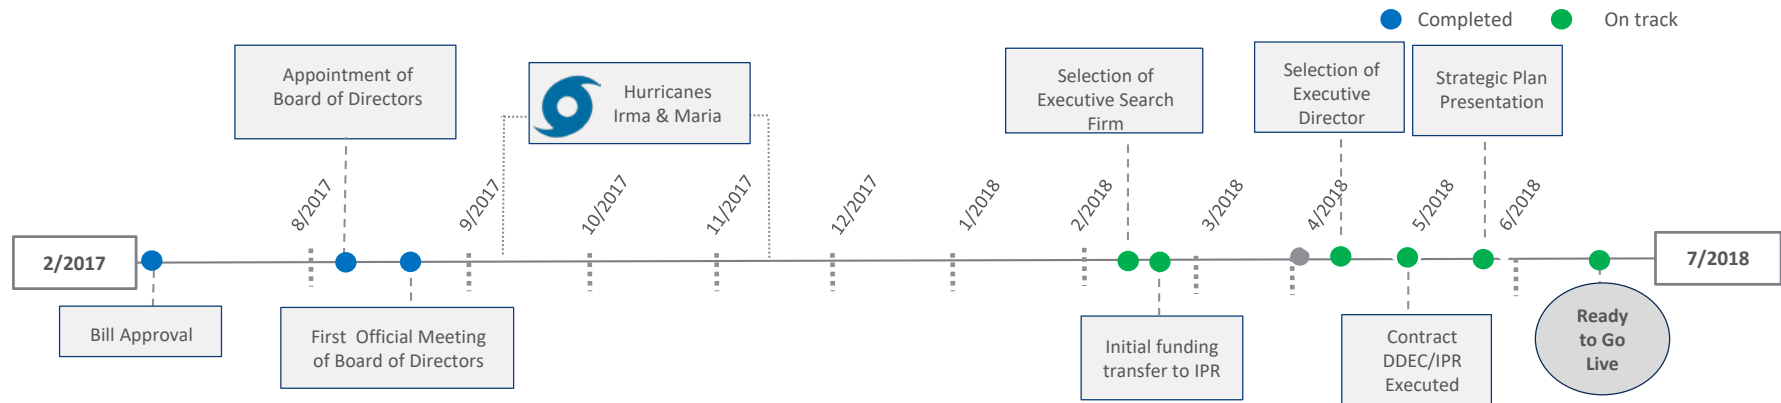 Completed
On track
Appointment of
Board of Directors
Hurricanes
Irma & Maria
Selection of
Executive Search
Firm
Selection of
Executive
Director
Strategic Plan
Presentation
8/2017
9/2017
10/2017
11/2017
12/2017
1/2018
2/2018
3/2018
4/2018
5/2018
6/2018
2/2017
7/2018
Bill Approval
First Official Meeting
of Board of Directors
Initial funding
transfer to IPR
Contract
DDEC/IPR
Executed
Ready
to Go
Live